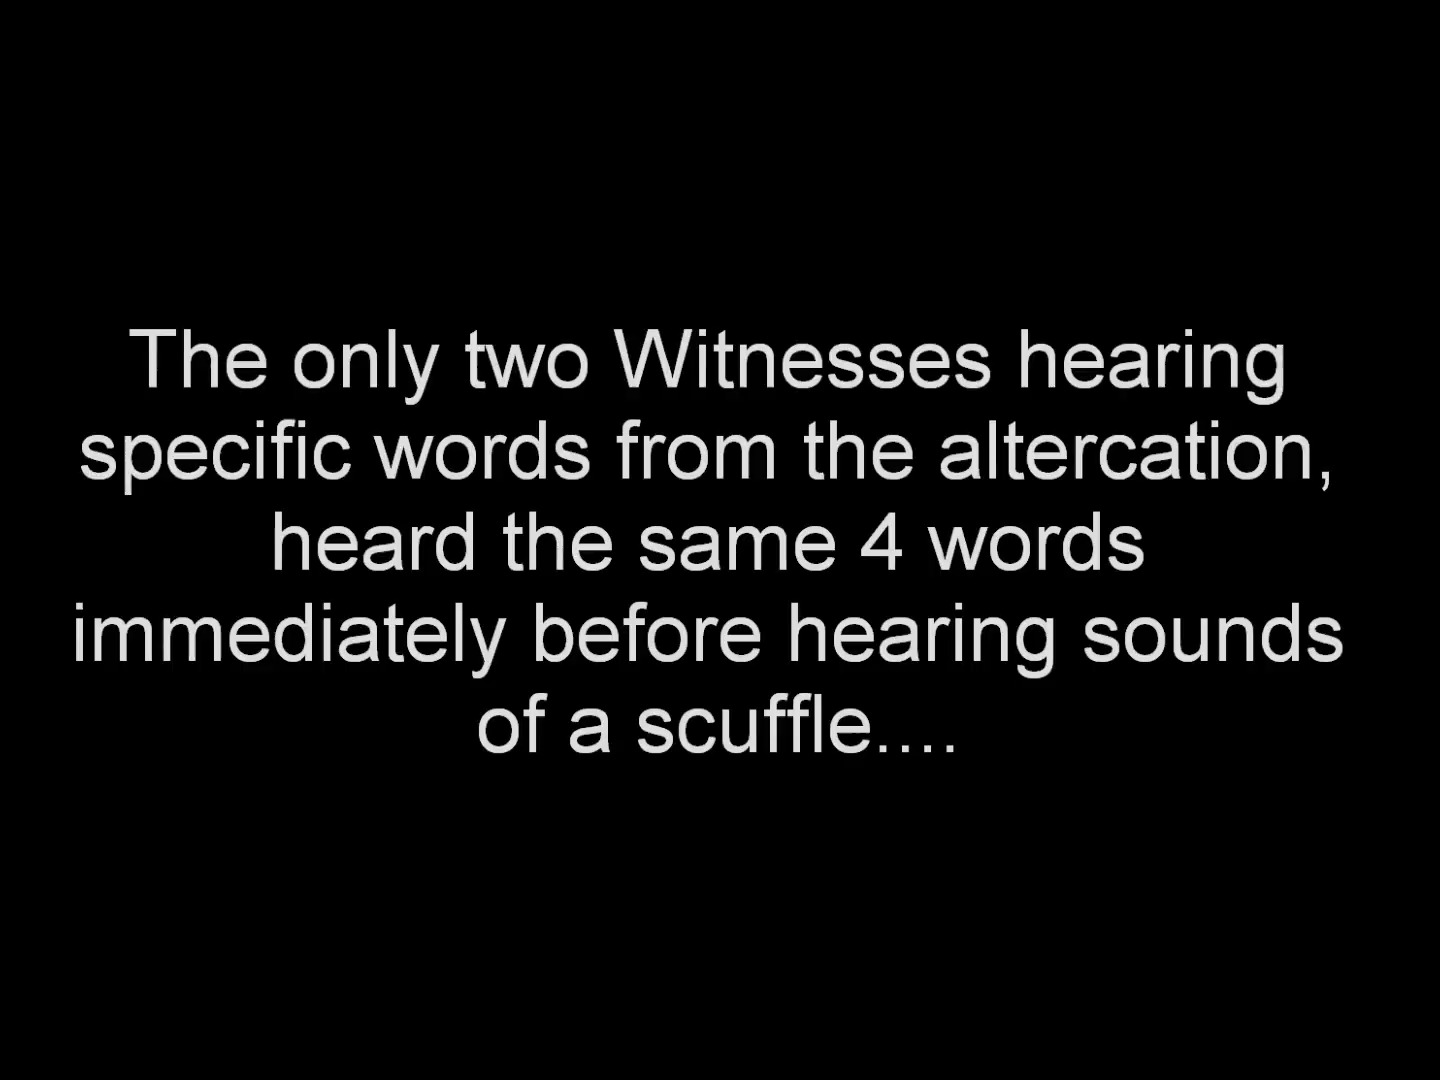 The only two Witnesses hearing
specific words from the altercation,
heard the same 4 words
immediately before hearing sounds
of a scuffle....